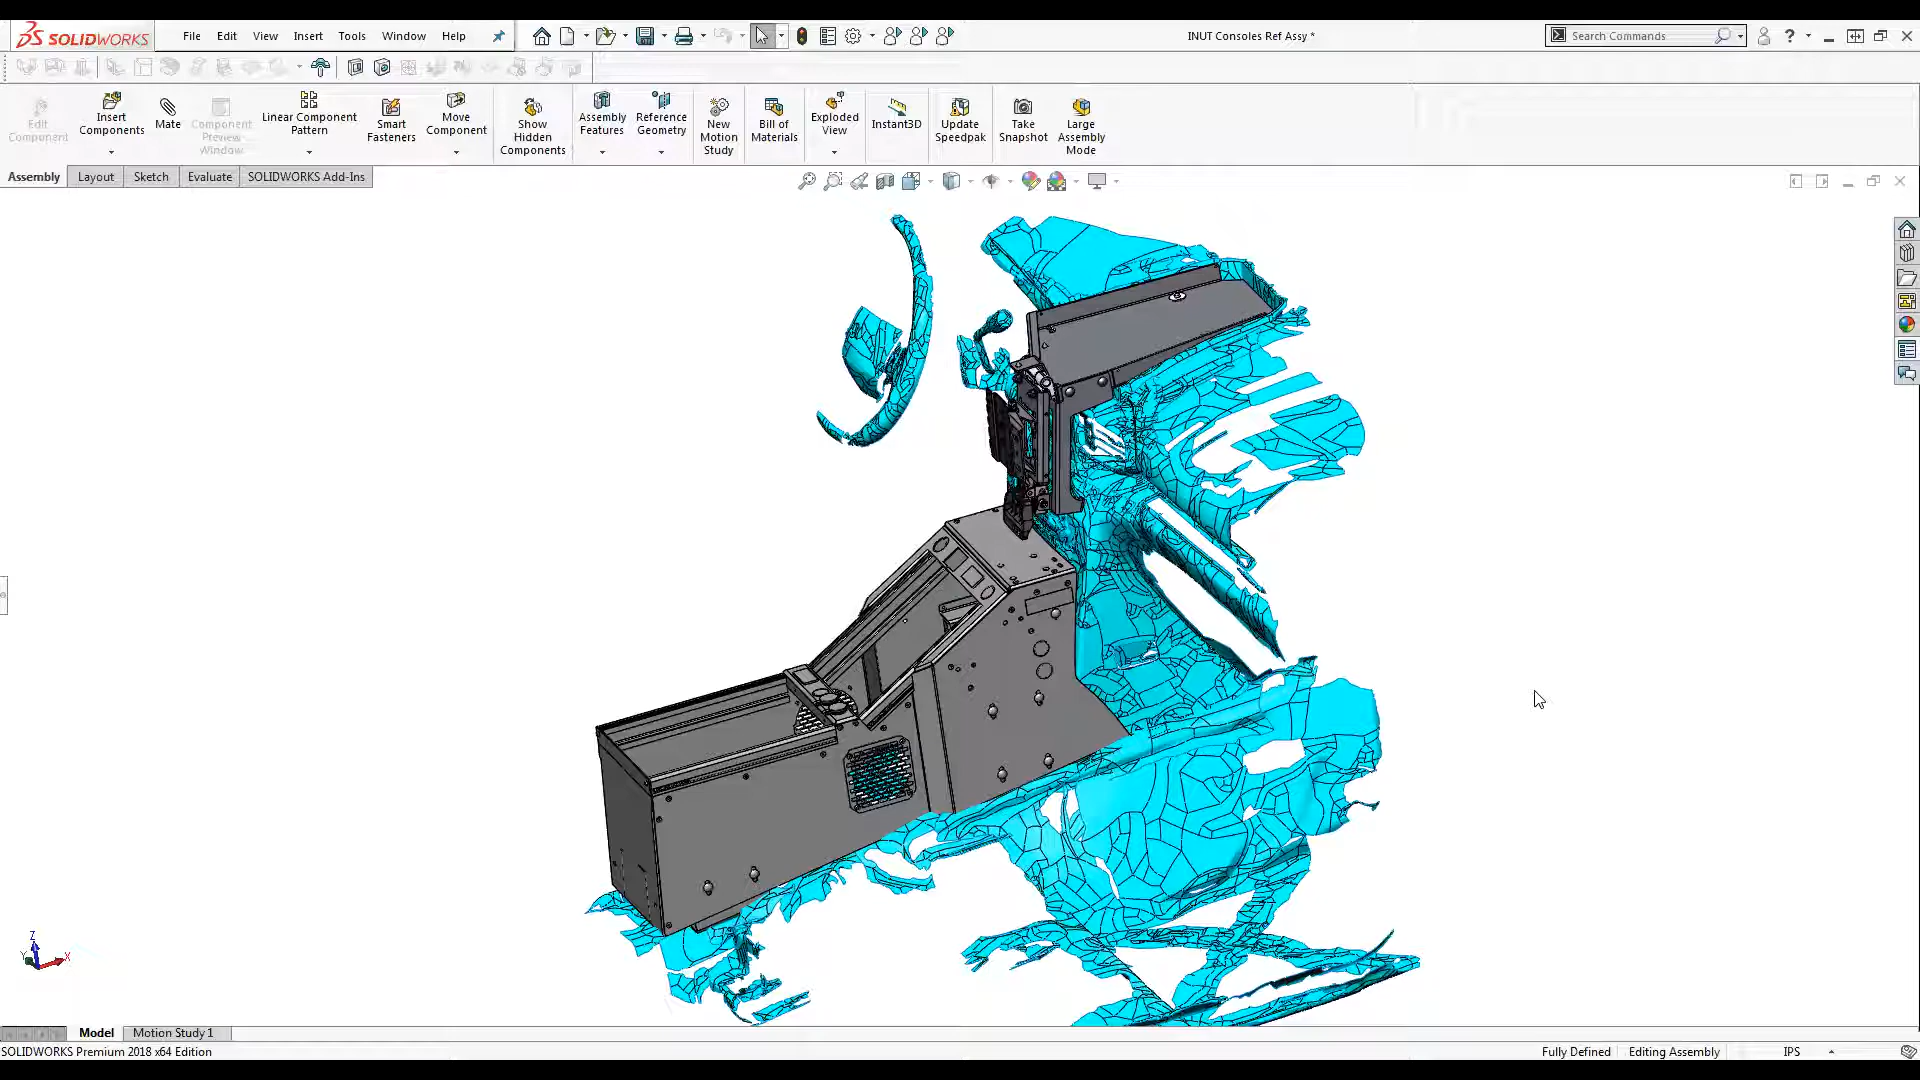 SOLIDWORKS File Edit View Insert Tools Window Help INUT Consoles Ref Assy * Search Commands ?
Edit Component
Insert Components
Mate
Component Preview Window
Linear Component Pattern
Smart Fasteners
Move Component
Show Hidden Components
Assembly Features
Reference Geometry
New Motion Study
Bill of Materials
Exploded View
Instant3D
Update Speedpak
Take Snapshot
Large Assembly Mode
Assembly Layout Sketch Evaluate SOLIDWORKS Add-Ins
Z
Y X
Model Motion Study 1
SOLIDWORKS Premium 2018 x64 Edition Fully Defined Editing Assembly IPS